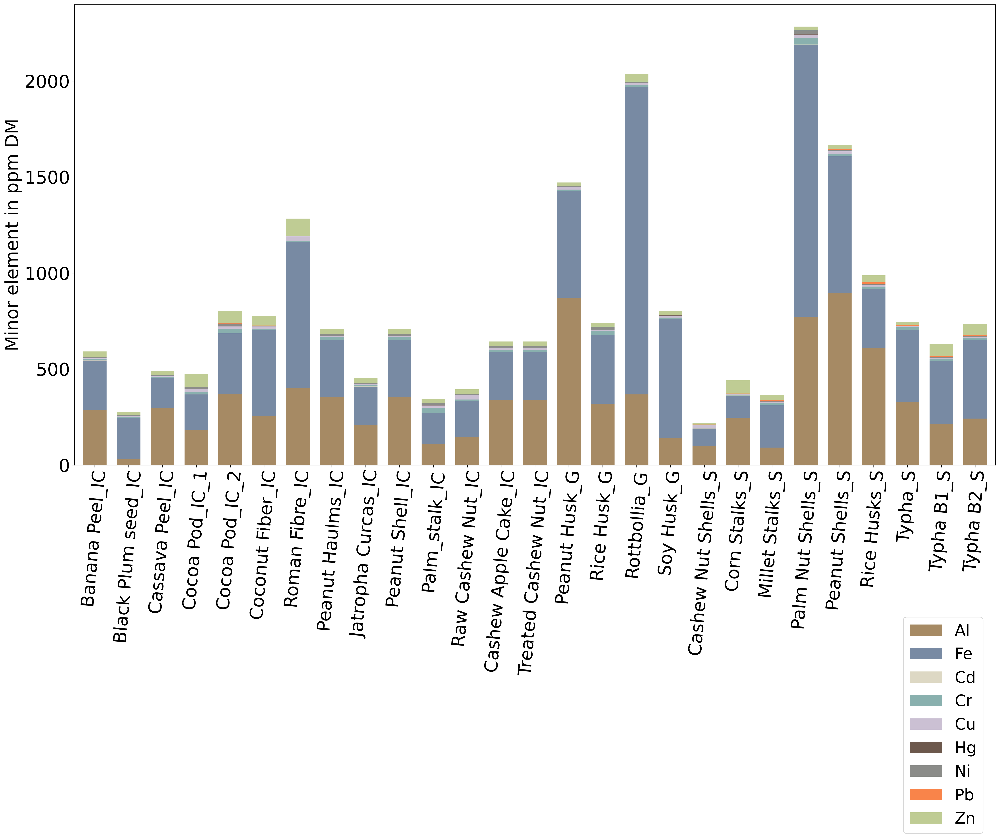 Minor element in ppm DM
2000
1500
1000
500
0
Banana Peel_IC
Black Plum seed_IC
Cassava Peel_IC
Cocoa Pod_IC_1
Cocoa Pod_IC_2
Coconut Fiber_IC
Roman Fibre_IC
Peanut Haulms_IC
Jatropha Curcas_IC
Peanut Shell_IC
Palm_stalk_IC
Raw Cashew Nut_IC
Cashew Apple Cake_IC
Treated Cashew Nut_IC
Peanut Husk_G
Rice Husk_G
Rottbollia_G
Soy Husk_G
Cashew Nut Shells_S
Corn Stalks_S
Millet Stalks_S
Palm Nut Shells_S
Peanut Shells_S
Rice Husks_S
Typha_S
Typha B1_S
Typha B2_S
Al
Fe
Cd
Cr
Cu
Hg
Ni
Pb
Zn